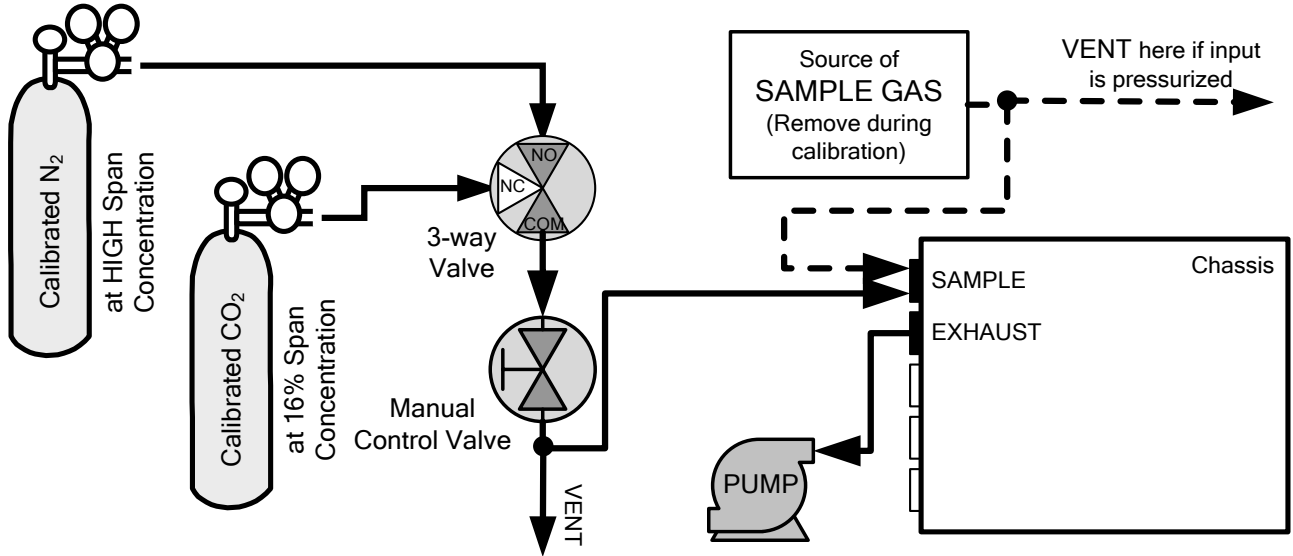 Calibrated N₂
at HIGH Span
Concentration
Calibrated CO₂
at 16% Span
Concentration
NO
NC
COM
3-way
Valve
Manual
Control Valve
VENT
Source of
SAMPLE GAS
(Remove during
calibration)
VENT here if input
is pressurized
Chassis
SAMPLE
EXHAUST
PUMP